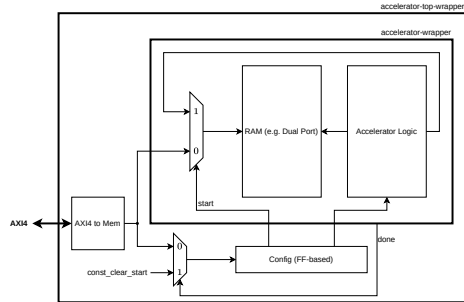 accelerator-top-wrapper
accelerator-wrapper
1
RAM (e.g. Dual Port)
Accelerator Logic
0
start
AXI4
AXI4 to Mem
done
0
Config (FF-based)
const_clear_start
1